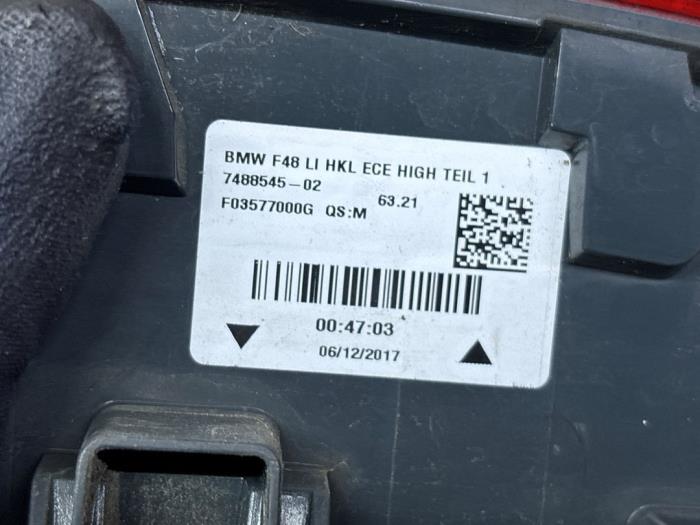 BMW F48 LI HKL ECE HIGH TEIL 1
7488545-02
63.21
F03577000G QS:M
00:47:03
06/12/2017